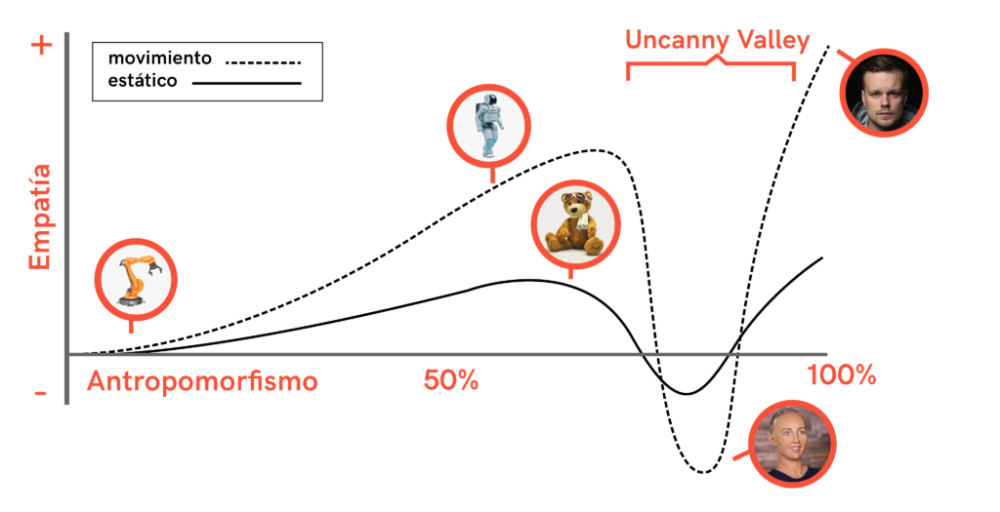 +
Uncanny Valley
movimiento
estático
Empatía
Antropomorfismo
50%
100%
-